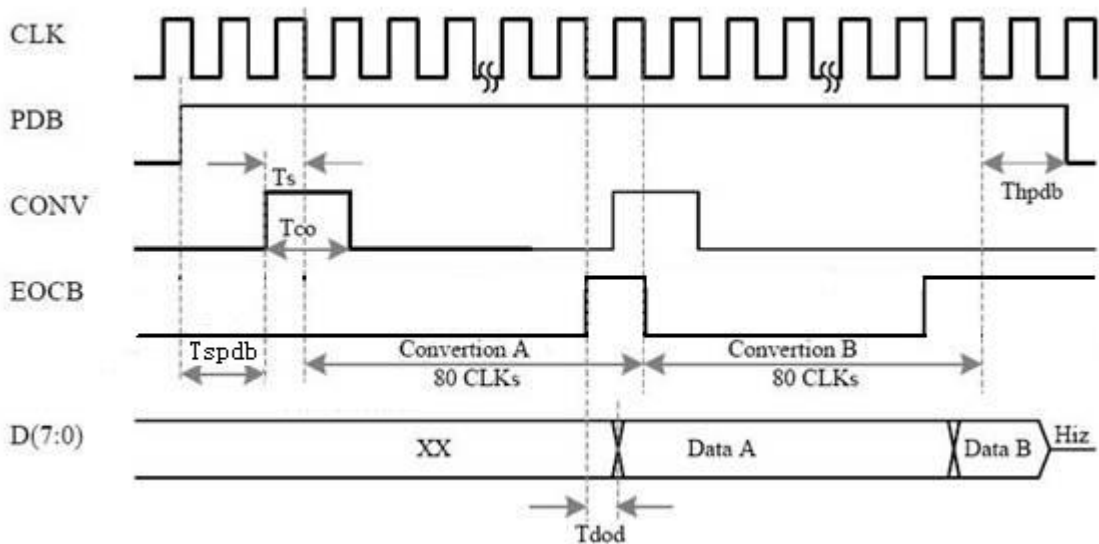 CLK
PDB
Ts
Thpdb
CONV
Tco
EOCB
Tspdb
Convertion A
Convertion B
80 CLKs
80 CLKs
D(7:0)
XX
Data A
Data B
Hiz
Tdod